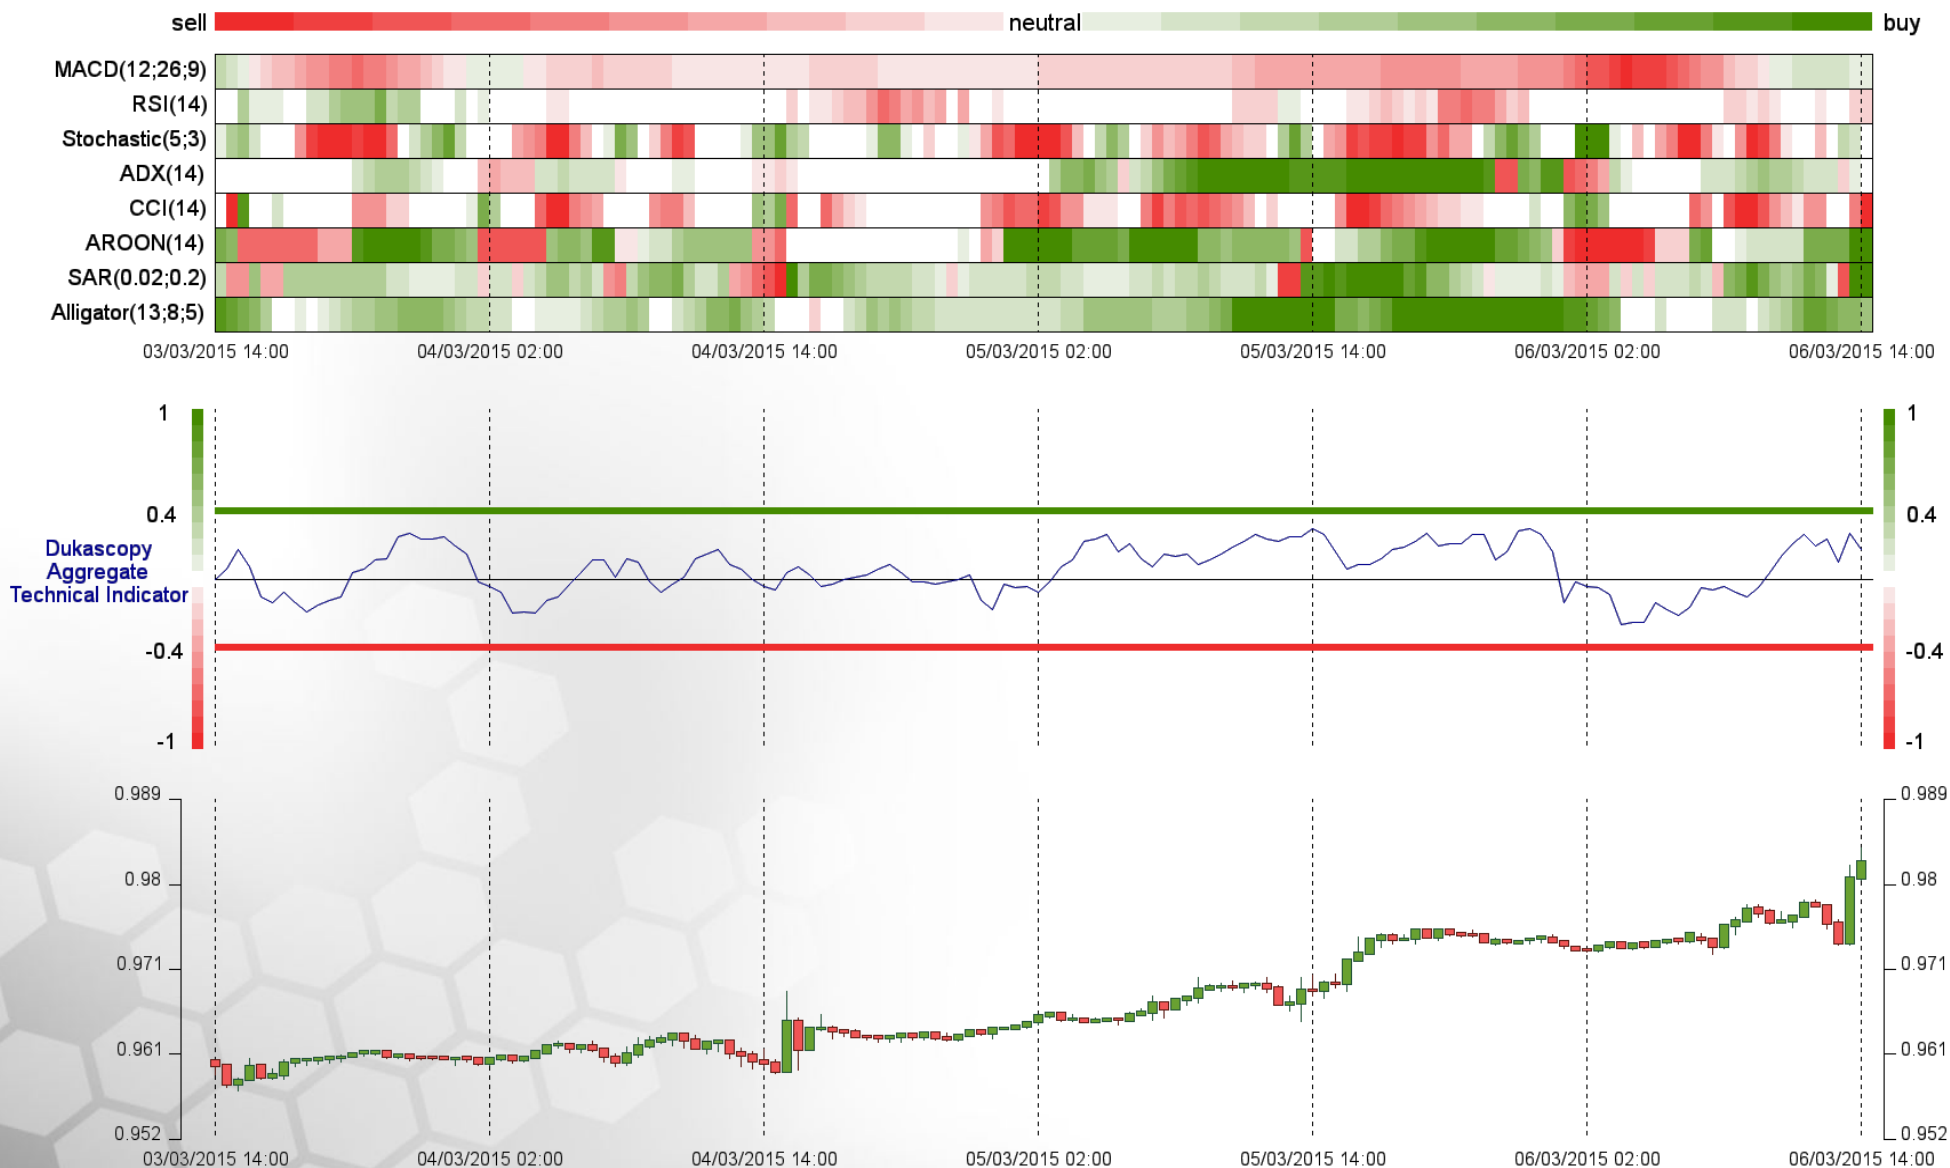 sell neutral buy
MACD(12;26;9)
RSI(14)
Stochastic(5;3)
ADX(14)
CCI(14)
AROON(14)
SAR(0.02;0.2)
Alligator(13;8;5)
03/03/2015 14:00 04/03/2015 02:00 04/03/2015 14:00 05/03/2015 02:00 05/03/2015 14:00 06/03/2015 02:00 06/03/2015 14:00
1 1
0.4 0.4
Dukascopy
Aggregate
Technical Indicator
-0.4 -0.4
-1 -1
0.989 0.989
0.98 0.98
0.971 0.971
0.961 0.961
0.952 0.952
03/03/2015 14:00 04/03/2015 02:00 04/03/2015 14:00 05/03/2015 02:00 05/03/2015 14:00 06/03/2015 02:00 06/03/2015 14:00